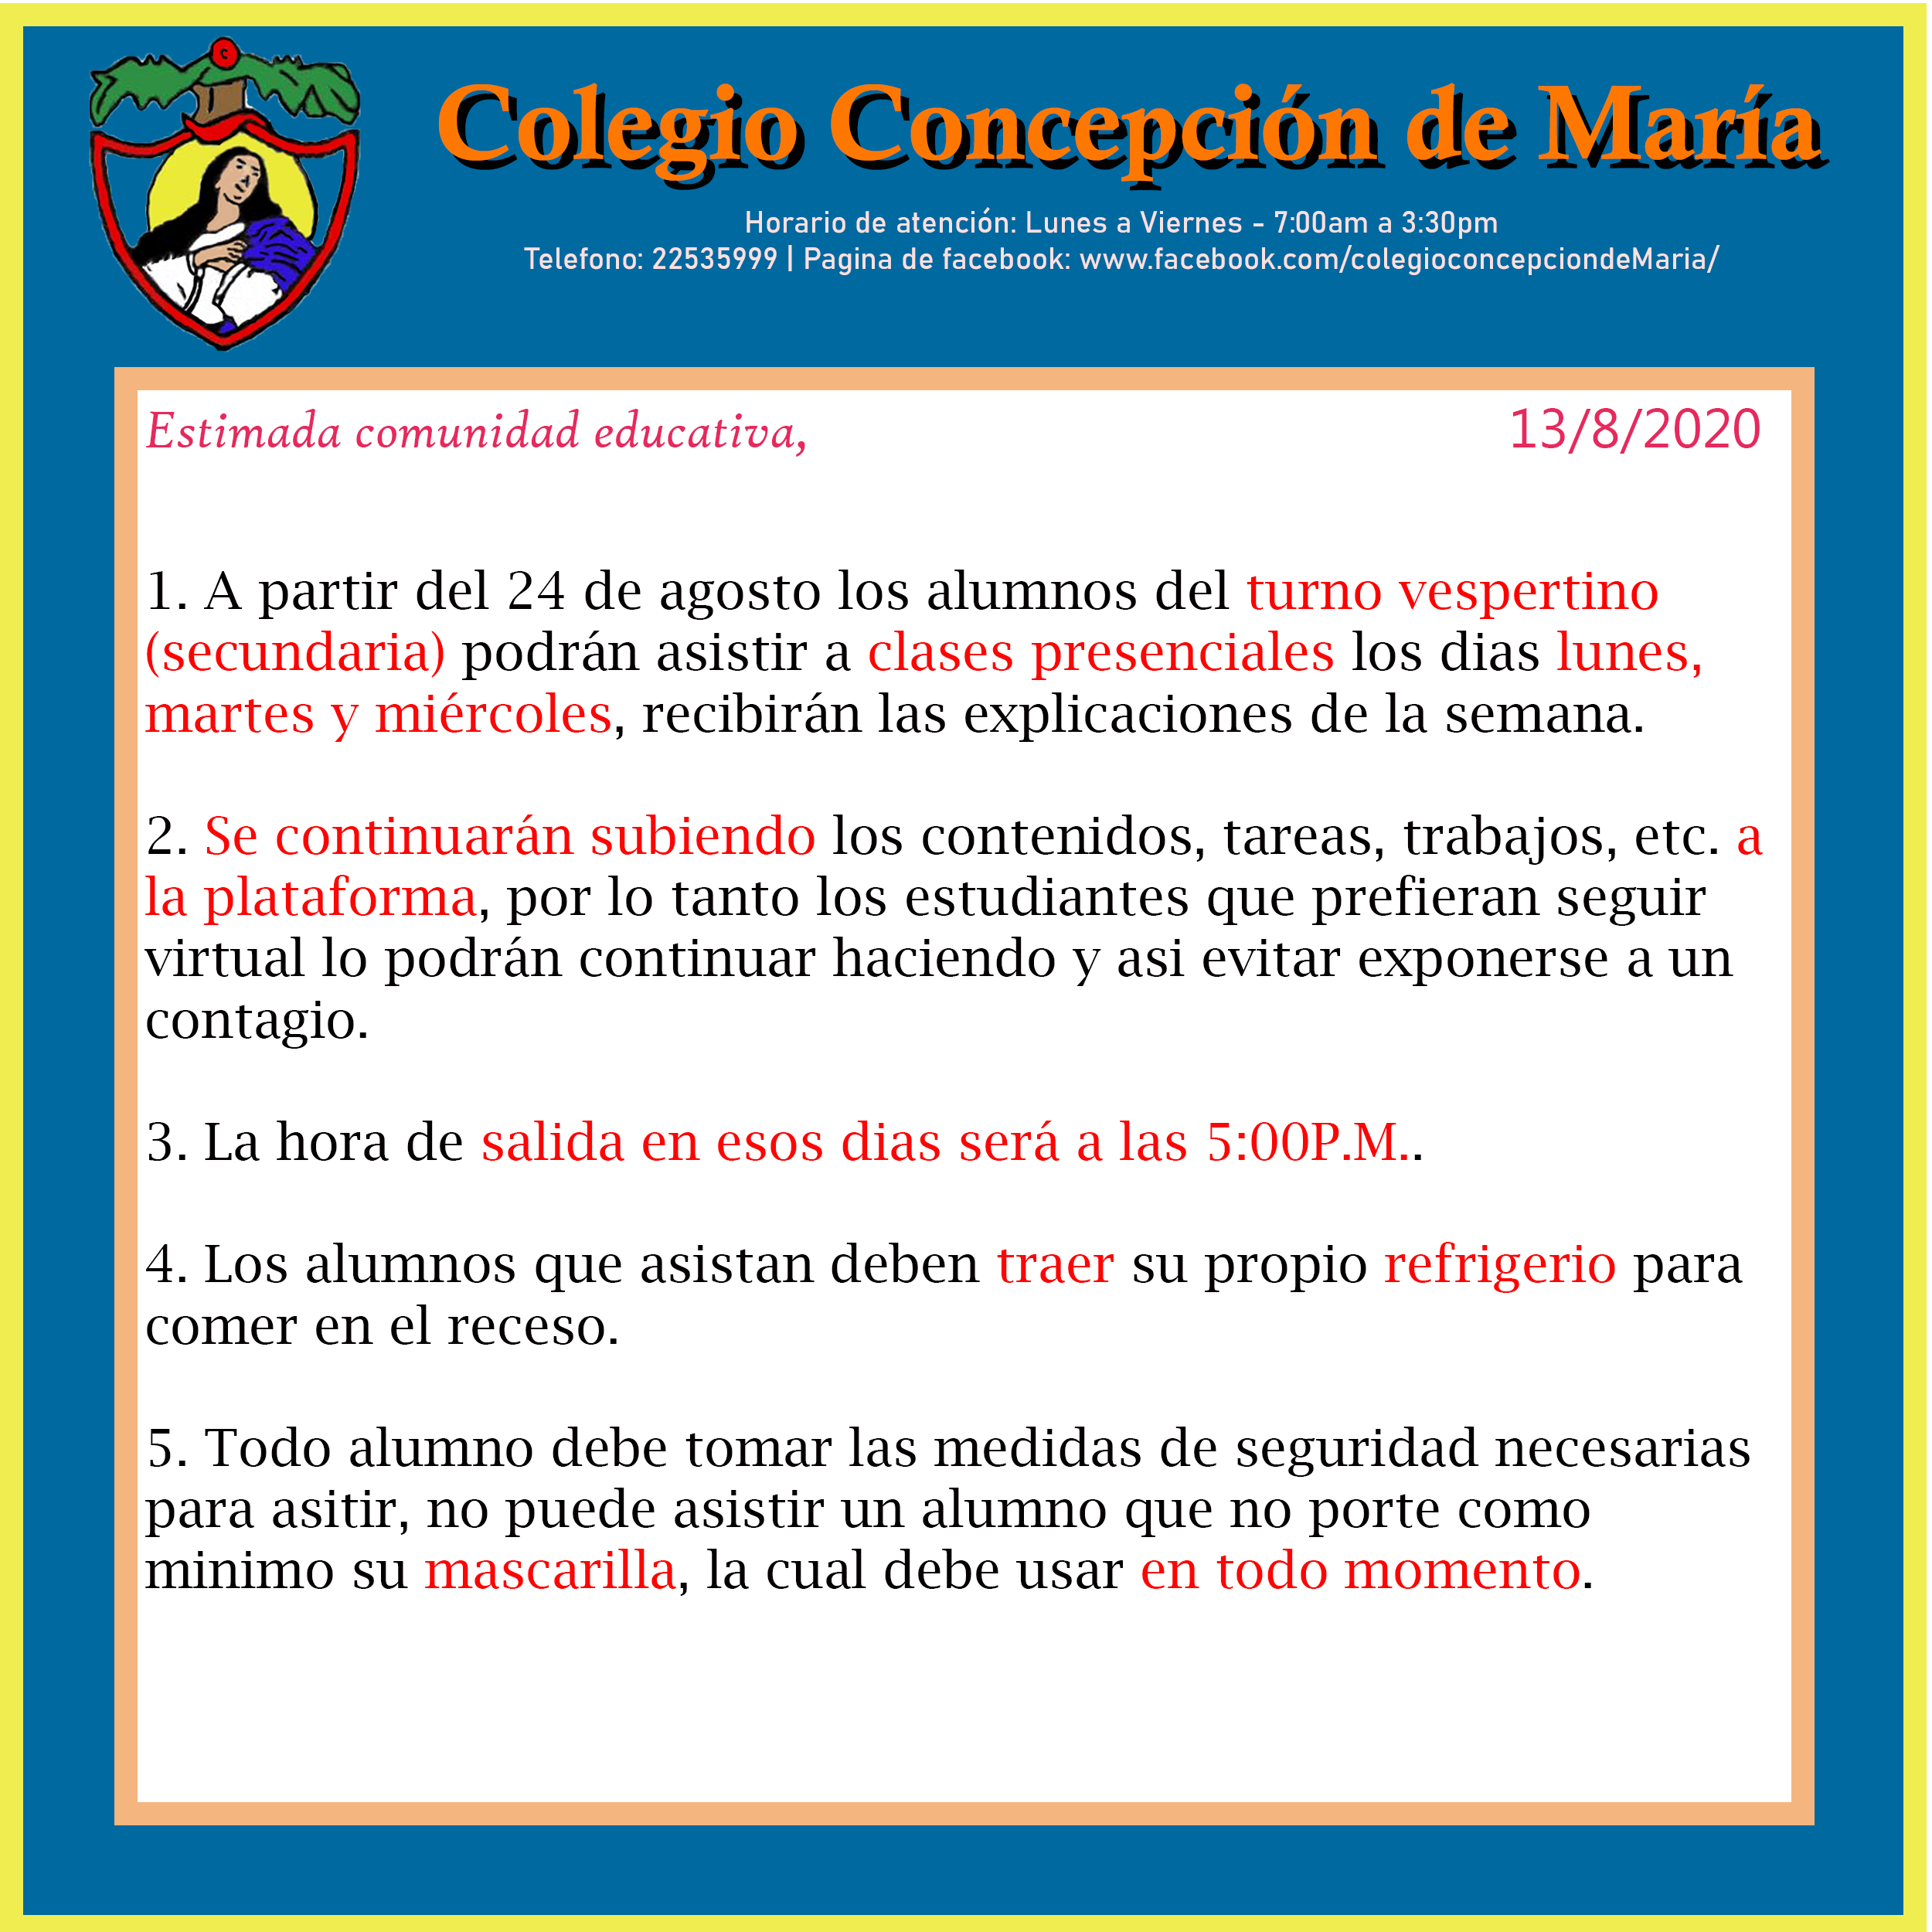 C
Colegio Concepción de María
Horario de atención: Lunes a Viernes - 7:00am a 3:30pm
Telefono: 22535999 | Pagina de facebook: www.facebook.com/colegioconcepciondeMaria/
Estimada comunidad educativa, 13/8/2020
1. A partir del 24 de agosto los alumnos del turno vespertino
(secundaria) podrán asistir a clases presenciales los dias lunes,
martes y miércoles, recibirán las explicaciones de la semana.
2. Se continuarán subiendo los contenidos, tareas, trabajos, etc. a
la plataforma, por lo tanto los estudiantes que prefieran seguir
virtual lo podrán continuar haciendo y asi evitar exponerse a un
contagio.
3. La hora de salida en esos dias será a las 5:00P.M..
4. Los alumnos que asistan deben traer su propio refrigerio para
comer en el receso.
5. Todo alumno debe tomar las medidas de seguridad necesarias
para asitir, no puede asistir un alumno que no porte como
minimo su mascarilla, la cual debe usar en todo momento.